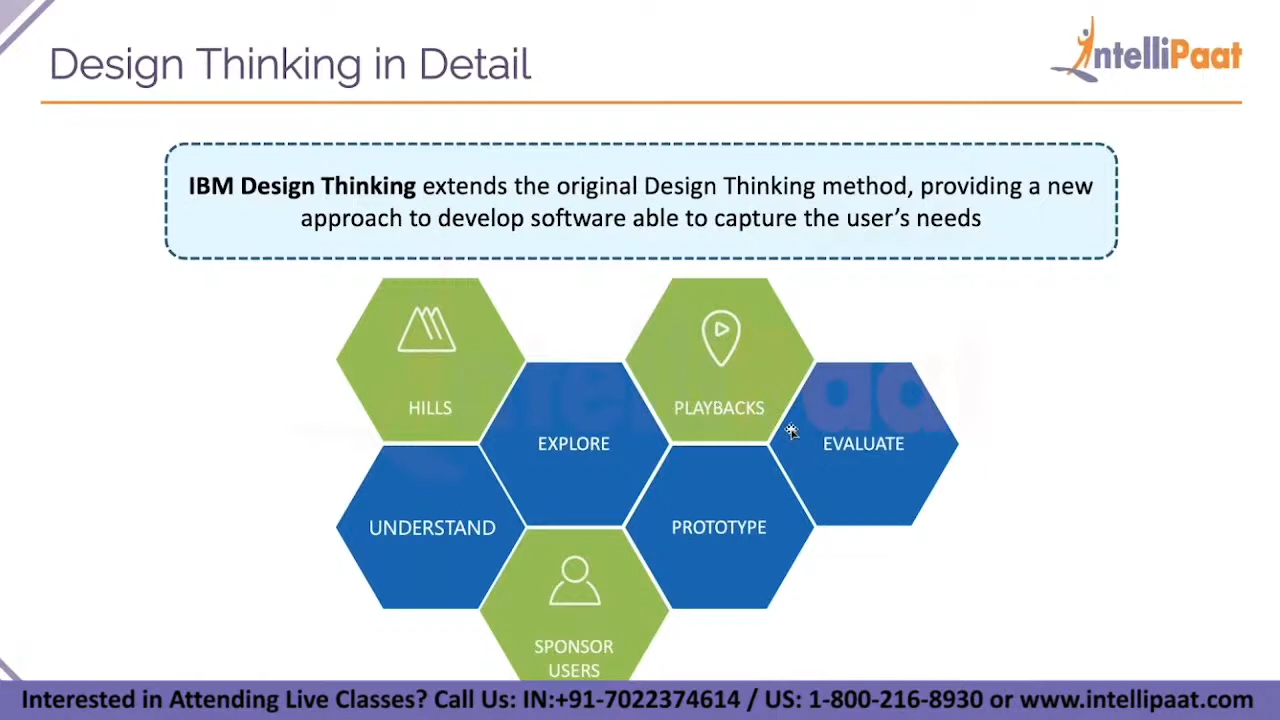 Design Thinking in Detail
IntelliPaat
IBM Design Thinking extends the original Design Thinking method, providing a new
approach to develop software able to capture the user's needs
HILLS
PLAYBACKS
EXPLORE
EVALUATE
UNDERSTAND
PROTOTYPE
SPONSOR
USERS
Interested in Attending Live Classes? Call Us: IN:+91-7022374614 / US: 1-800-216-8930 or www.intellipaat.com